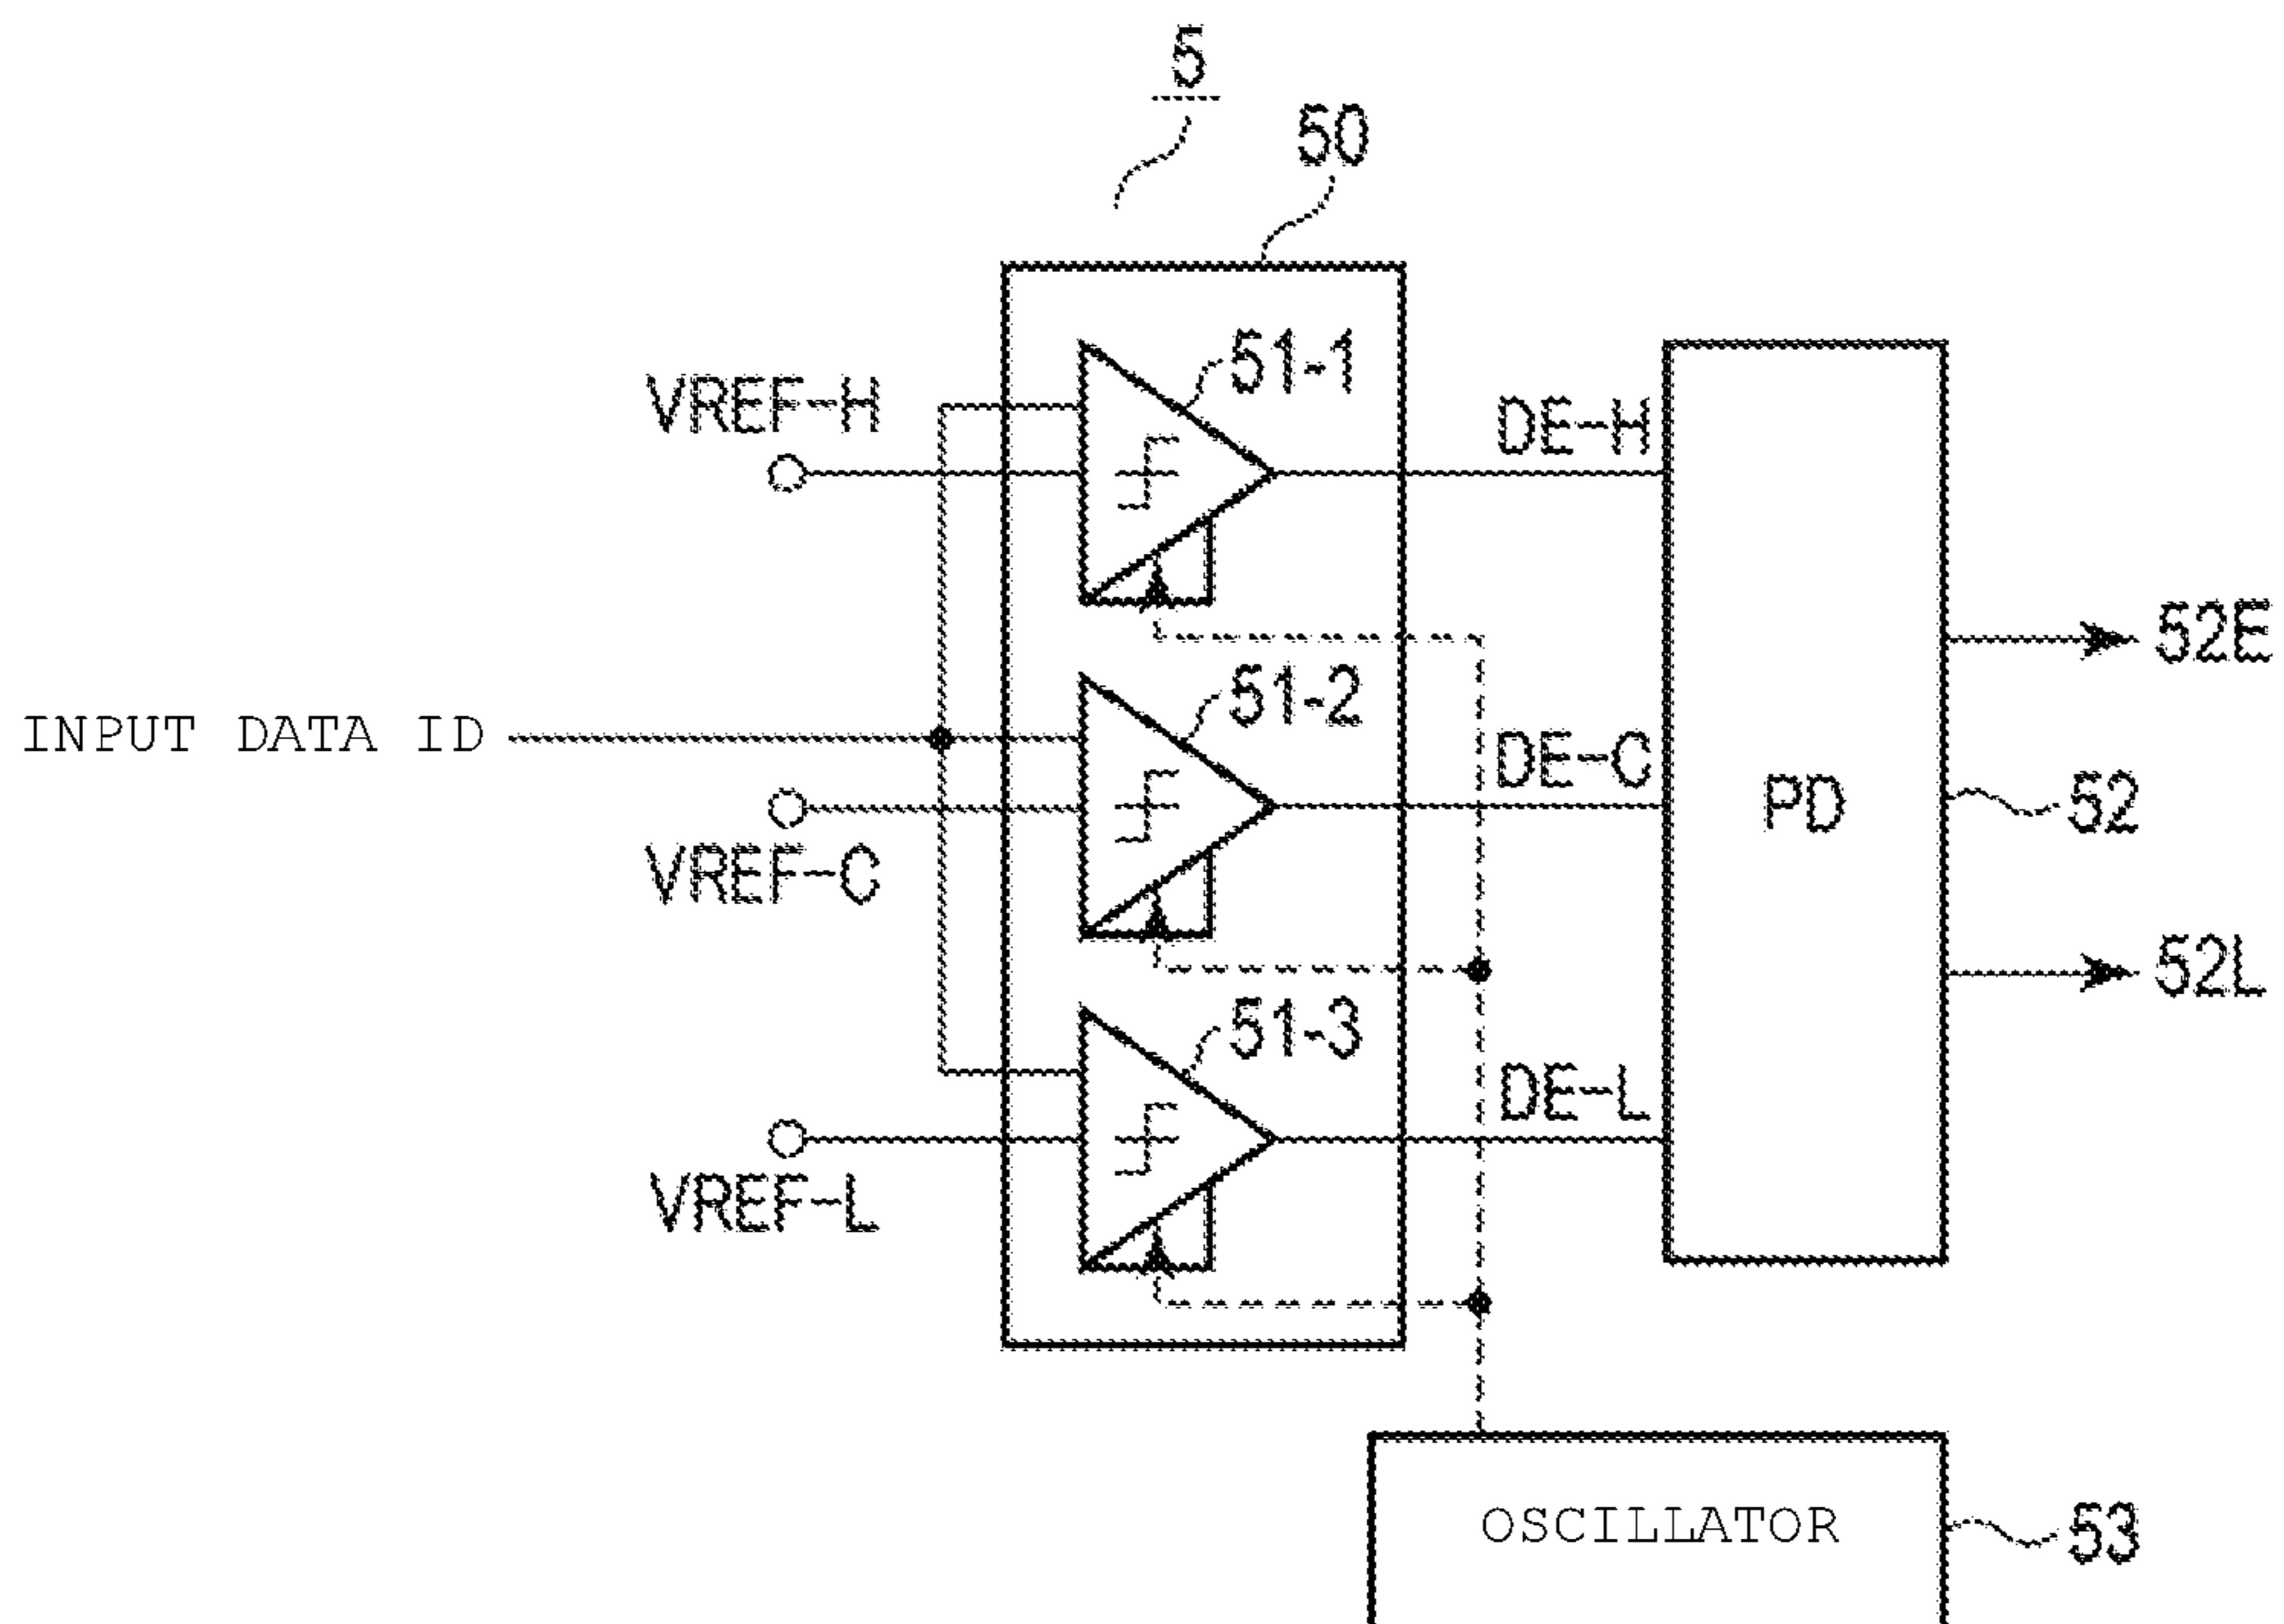 5
50
51-1
VREF-H
DE-H
52E
51-2
INPUT DATA ID
DE-C
VREF-C
PD
52
52L
51-3
DE-L
VREF-L
OSCILLATOR
53